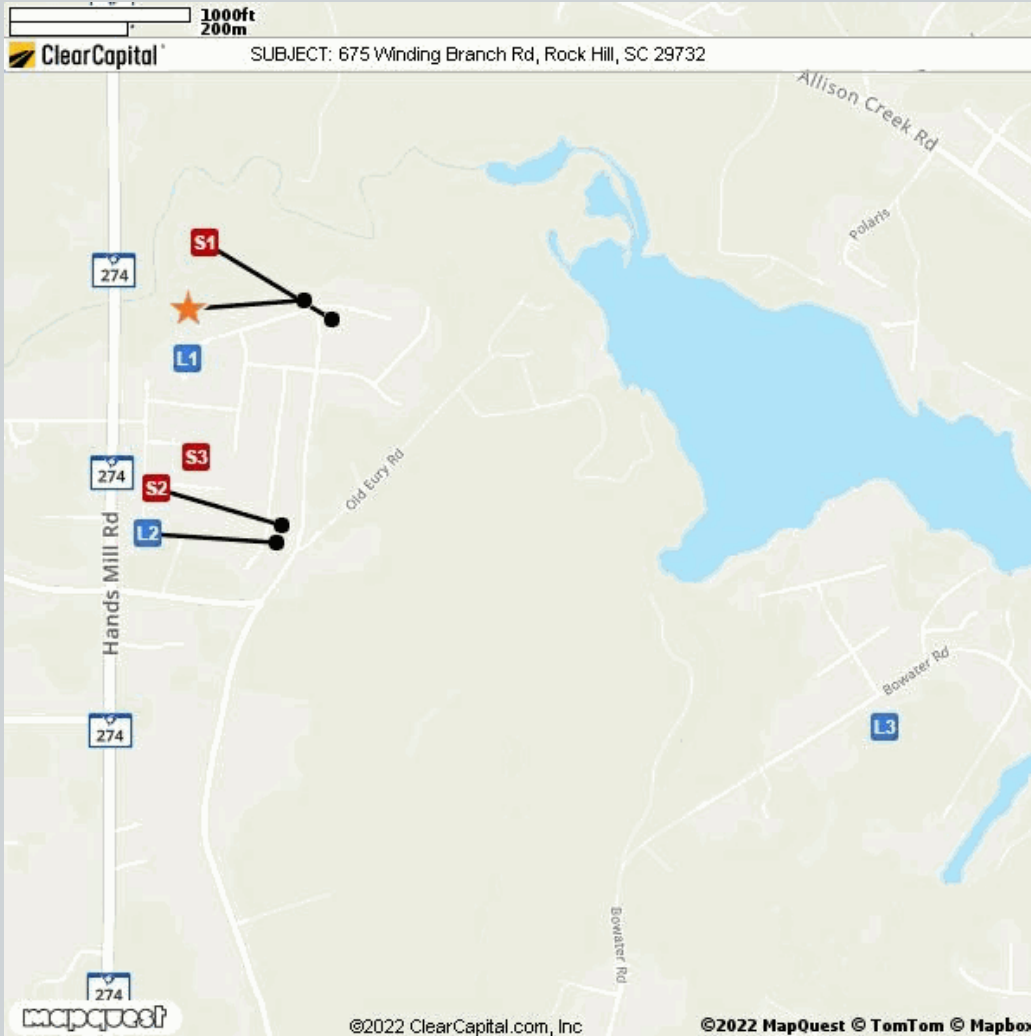 1000ft
200m
ClearCapital
SUBJECT: 675 Winding Branch Rd, Rock Hill, SC 29732
Allison Creek Rd
Polaris
S1
274
L1
S3
274
S2
Old Eury Rd
L2
Hands Mill Rd
Bowater Rd
L3
274
Bowater Rd
274
mapquest
©2022 ClearCapital.com, Inc
©2022 MapQuest © TomTom © Mapbox